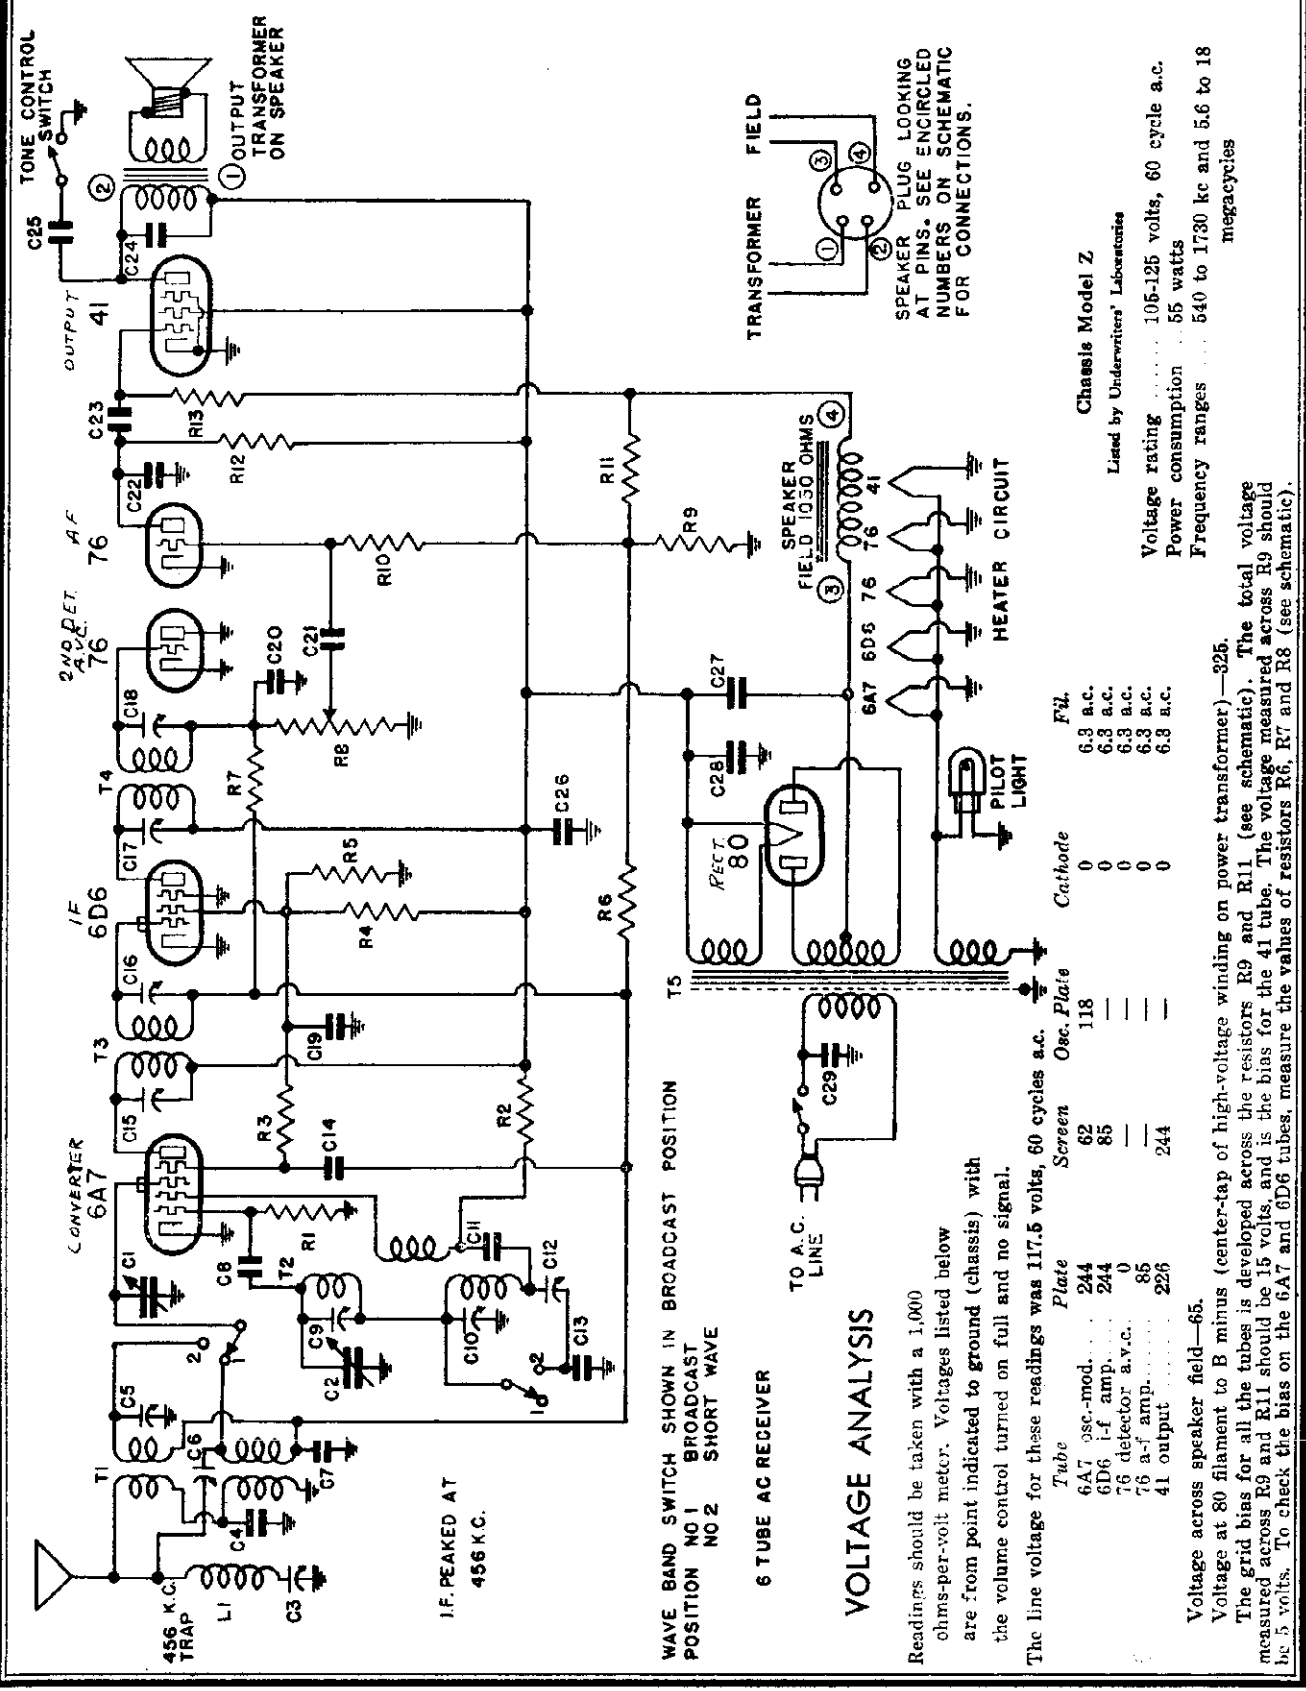 TONE CONTROL
SWITCH
C25
OUTPUT
41
C24
2
1
OUTPUT
TRANSFORMER
ON SPEAKER
C23
R13
R12
C22
AF
76
2ND DET.
A.V.C.
76
C18
T4
C17
IF
6D6
C16
T3
C15
CONVERTER
6A7
C1
C5
T1
2
1
C6
C4
C7
456 K.C.
TRAP
L1
C3
C8
R1
T2
C9
C2
C10
C11
C12
C13
1
2
R3
C14
C19
R2
R4
R5
R7
R8
C20
C21
R10
C26
R6
R11
R9
I.F. PEAKED AT
456 K.C.
WAVE BAND SWITCH SHOWN IN BROADCAST POSITION
POSITION NO 1 BROADCAST
NO 2 SHORT WAVE
6 TUBE AC RECEIVER
TO A.C.
LINE
C29
T5
RECT.
80
C28
C27
SPEAKER
FIELD 1030 OHMS
3
4
6A7 6D6 76 76 41
HEATER CIRCUIT
PILOT
LIGHT
TRANSFORMER FIELD
1
2
3
4
SPEAKER PLUG LOOKING
AT PINS. SEE ENCIRCLED
NUMBERS ON SCHEMATIC
FOR CONNECTIONS.
VOLTAGE ANALYSIS
Readings should be taken with a 1,000
ohms-per-volt meter. Voltages listed below
are from point indicated to ground (chassis) with
the volume control turned on full and no signal.
The line voltage for these readings was 117.5 volts, 60 cycles a.c.
Tube Plate Screen Osc. Plate Cathode Fil.
6A7 osc.-mod.... 244 62 118 0 6.3 a.c.
6D6 i-f amp..... 244 85 — 0 6.3 a.c.
76 detector a.v.c.. 0 — — 0 6.3 a.c.
76 a-f amp....... 85 — — 0 6.3 a.c.
41 output ....... 226 244 — 0 6.3 a.c.
Chassis Model Z
Listed by Underwriters' Laboratories
Voltage rating ...... 105-125 volts, 60 cycle a.c.
Power consumption .. 55 watts
Frequency ranges ... 540 to 1730 kc and 5.6 to 18
megacycles
Voltage across speaker field—65.
Voltage at 80 filament to B minus (center-tap of high-voltage winding on power transformer)—325.
The grid bias for all the tubes is developed across the resistors R9 and R11 (see schematic). The total voltage
measured across R9 and R11 should be 15 volts, and is the bias for the 41 tube. The voltage measured across R9 should
be 5 volts. To check the bias on the 6A7 and 6D6 tubes, measure the values of resistors R6, R7 and R8 (see schematic).